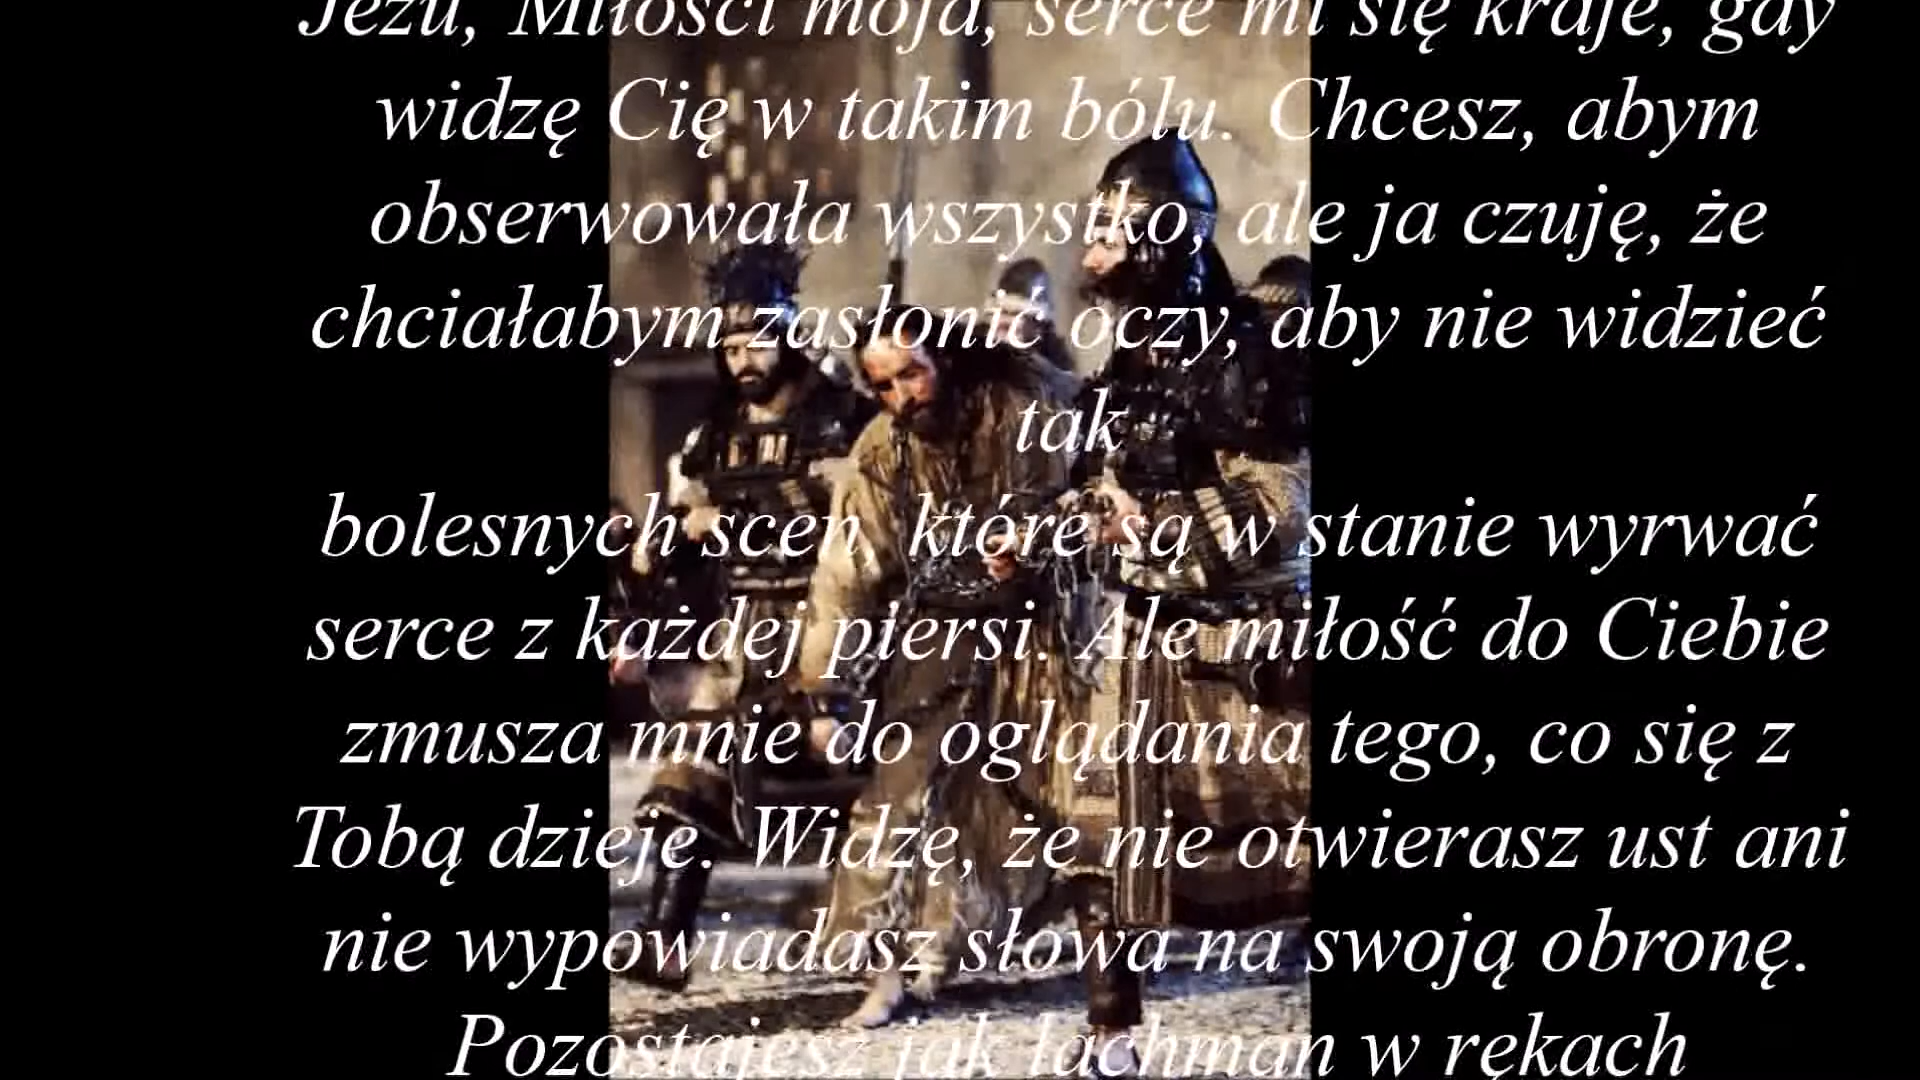 Jezu, Miłości moja, serce mi się kraje, gdy
widzę Cię w takim bólu. Chcesz, abym
obserwowała wszystko, ale ja czuję, że
chciałabym zasłonić oczy, aby nie widzieć
tak
bolesnych scen, które są w stanie wyrwać
serce z każdej piersi. Ale miłość do Ciebie
zmusza mnie do oglądania tego, co się z
Tobą dzieje. Widzę, że nie otwierasz ust ani
nie wypowiadasz słowa na swoją obronę.
Pozostajesz jak łachman w rękach